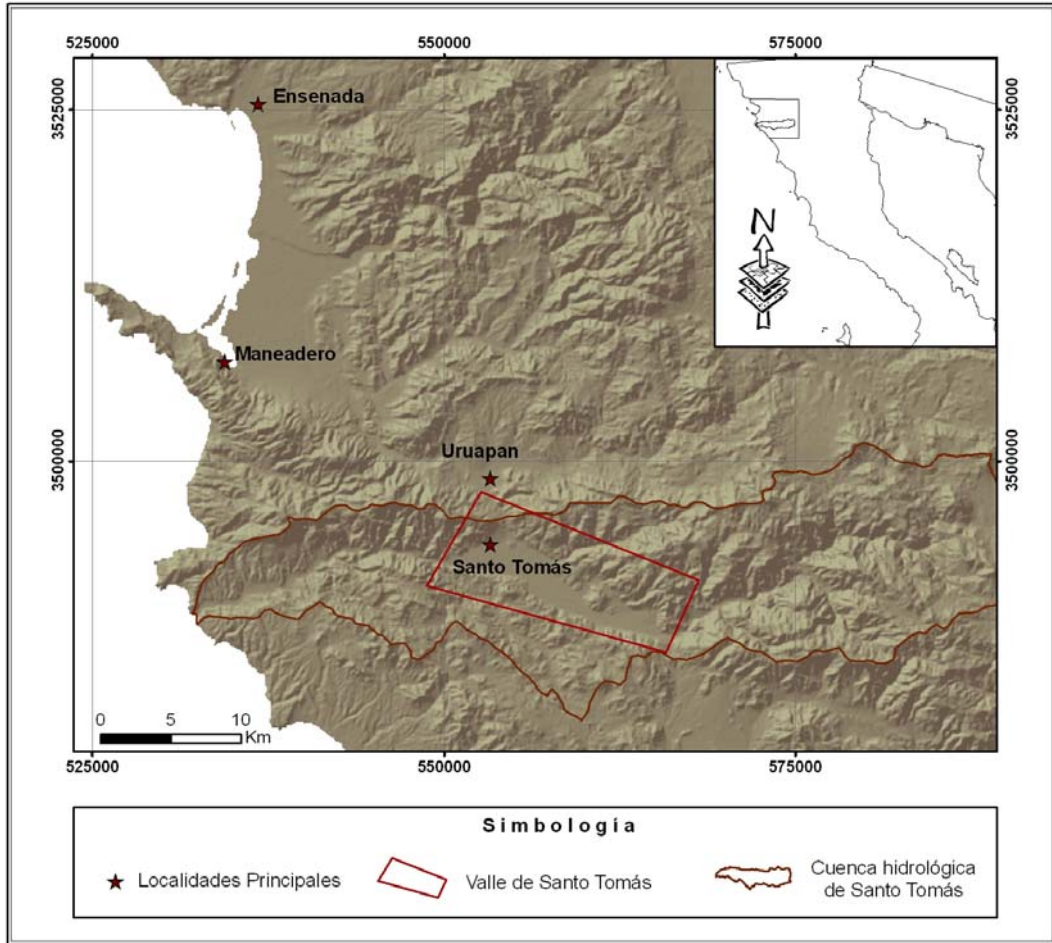 525000
550000
575000
3525000
3525000
Ensenada
N
Maneadero
3500000
3500000
Uruapan
Santo Tomás
0 5 10
Km
525000
550000
575000
Simbología
Localidades Principales
Valle de Santo Tomás
Cuenca hidrológica
de Santo Tomás